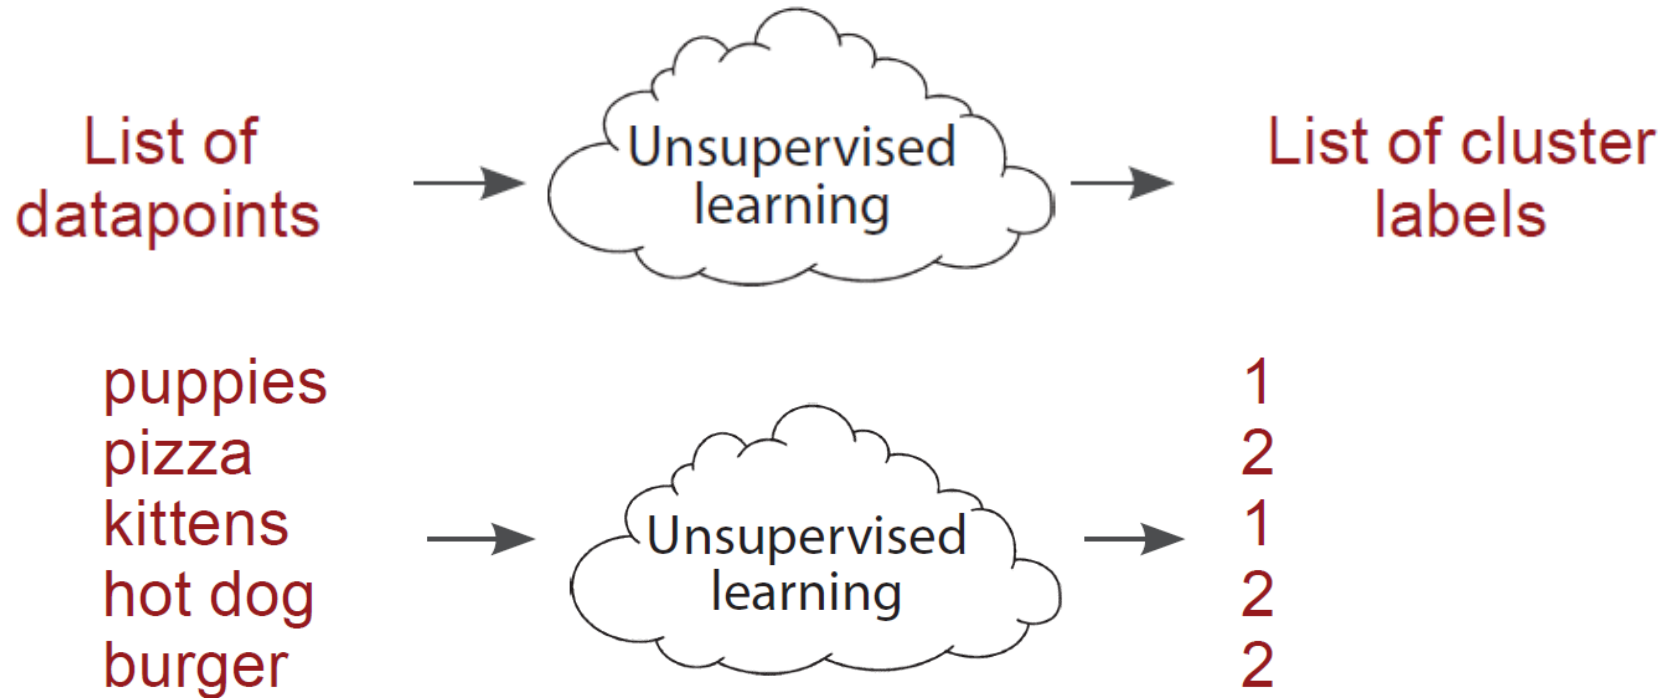 List of
datapoints
Unsupervised
learning
List of cluster
labels
puppies
pizza
kittens
hot dog
burger
Unsupervised
learning
1
2
1
2
2